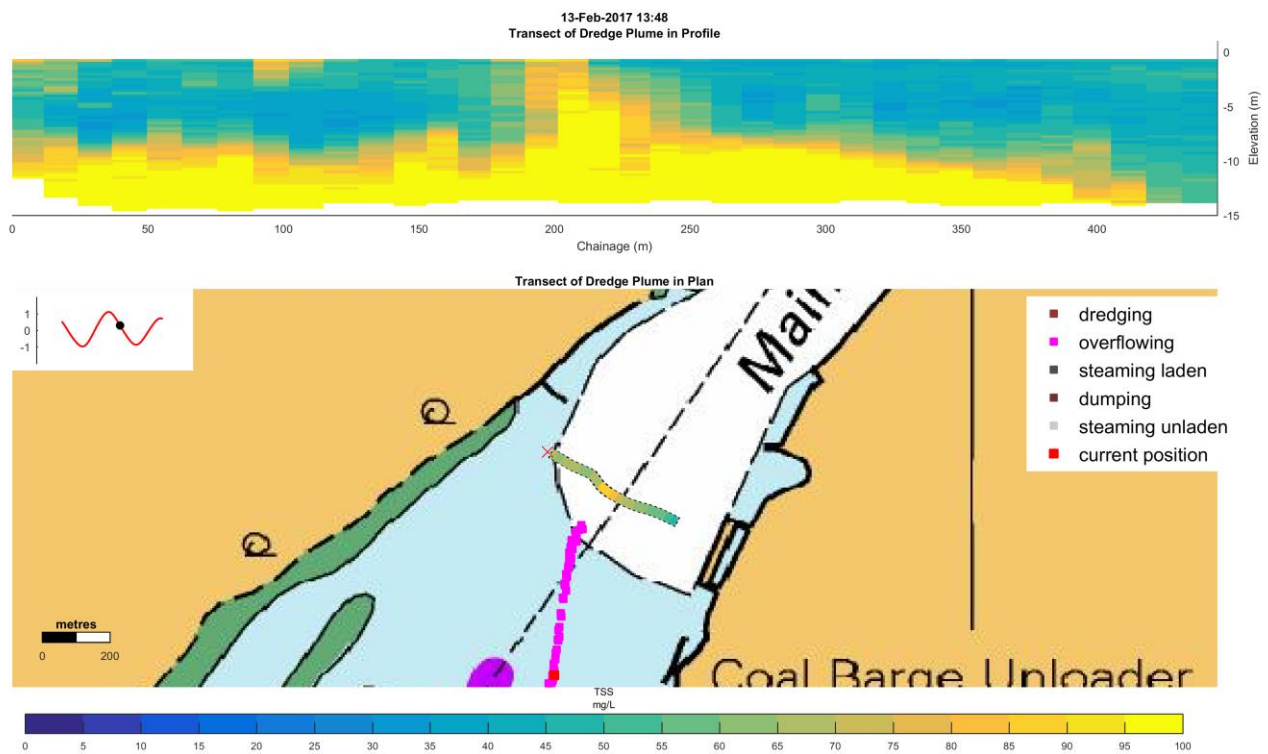 13-Feb-2017 13:48
Transect of Dredge Plume in Profile
0
-5
-10
-15
Elevation (m)
0 50 100 150 200 250 300 350 400
Chainage (m)
Transect of Dredge Plume in Plan
1
0
-1
Main
dredging
overflowing
steaming laden
dumping
steaming unladen
current position
metres
0 200
Coal Barge Unloader
TSS
mg/L
0 5 10 15 20 25 30 35 40 45 50 55 60 65 70 75 80 85 90 95 100